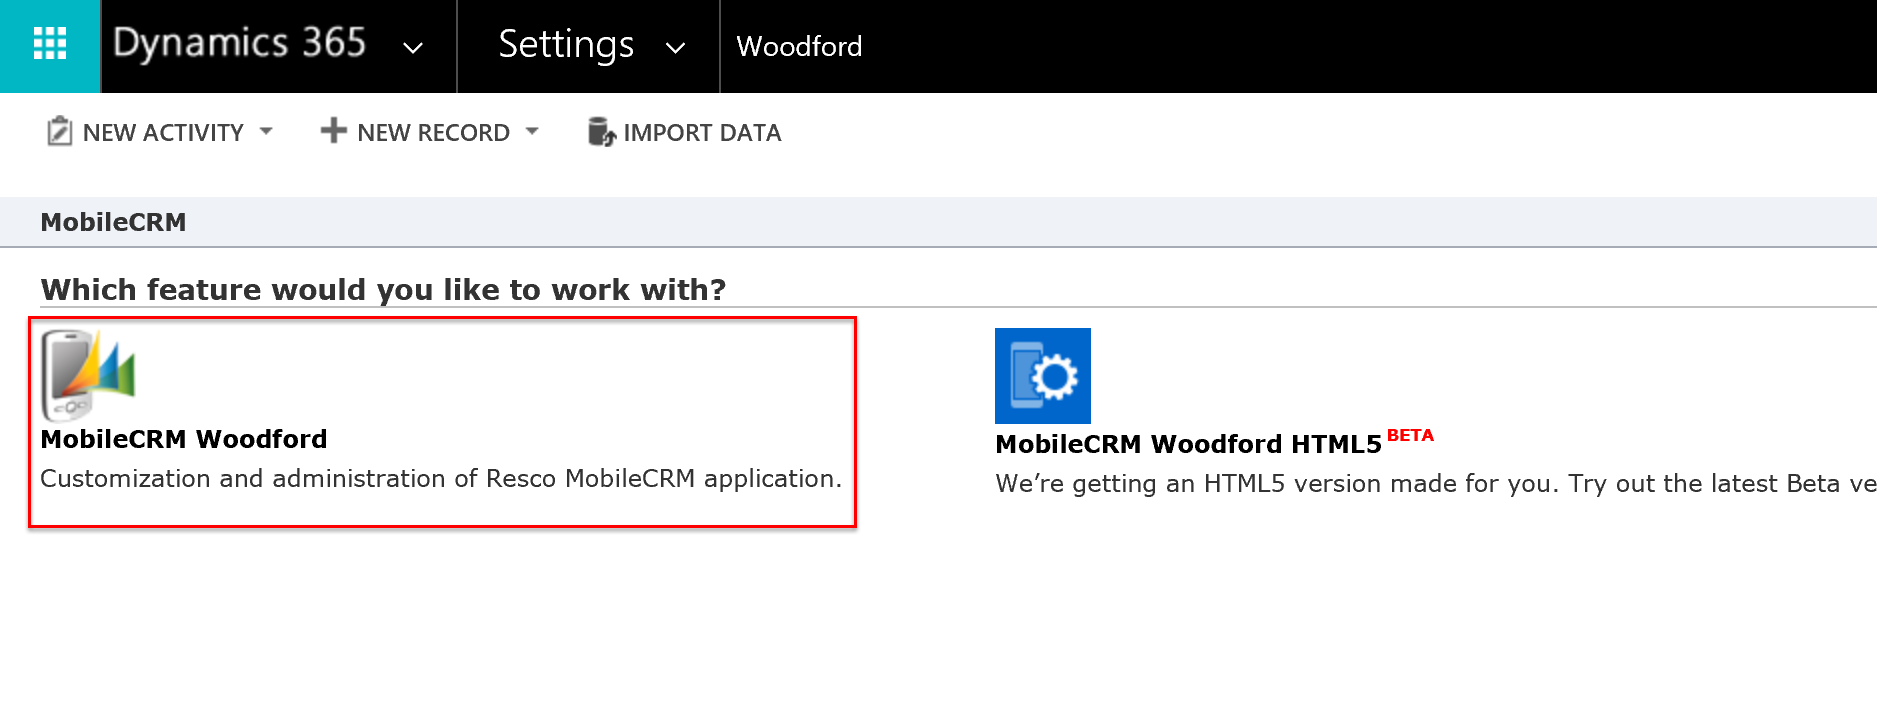 Dynamics 365 Settings Woodford
NEW ACTIVITY NEW RECORD IMPORT DATA
MobileCRM
Which feature would you like to work with?
MobileCRM Woodford
Customization and administration of Resco MobileCRM application.
MobileCRM Woodford HTML5 BETA
We’re getting an HTML5 version made for you. Try out the latest Beta ve